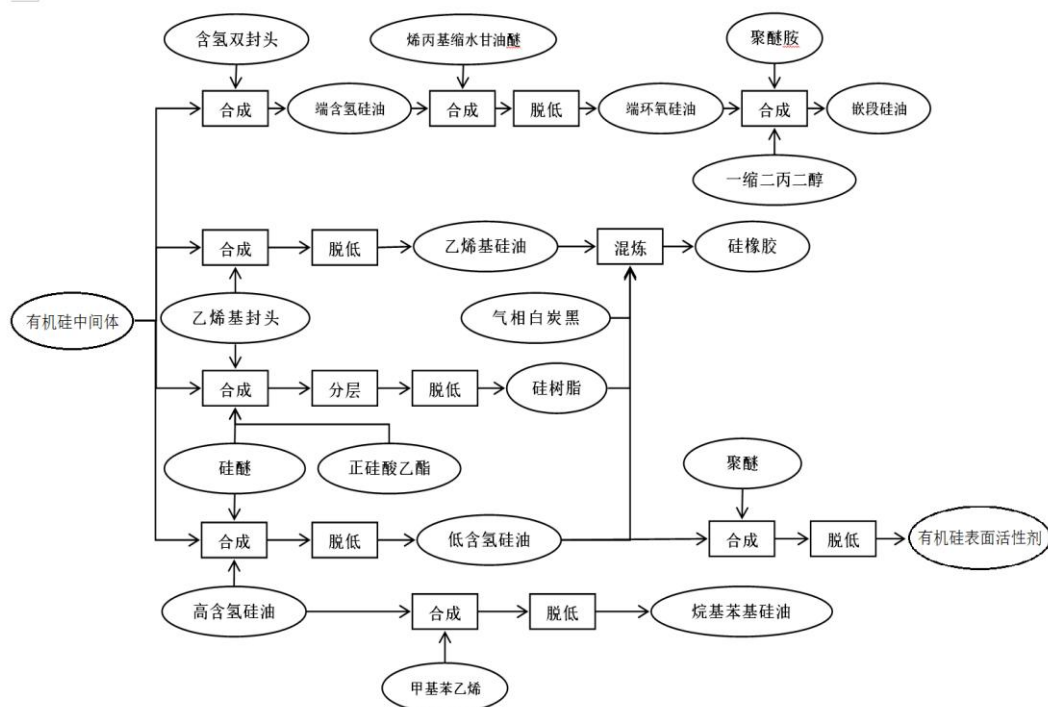 含氢双封头
烯丙基缩水甘油醚
聚醚胺
合成
端含氢硅油
合成
脱低
端环氧硅油
合成
嵌段硅油
一缩二丙二醇
合成
脱低
乙烯基硅油
混炼
硅橡胶
有机硅中间体
乙烯基封头
气相白炭黑
合成
分层
脱低
硅树脂
硅醚
正硅酸乙酯
聚醚
合成
脱低
低含氢硅油
合成
脱低
有机硅表面活性剂
高含氢硅油
合成
脱低
烷基苯基硅油
甲基苯乙烯